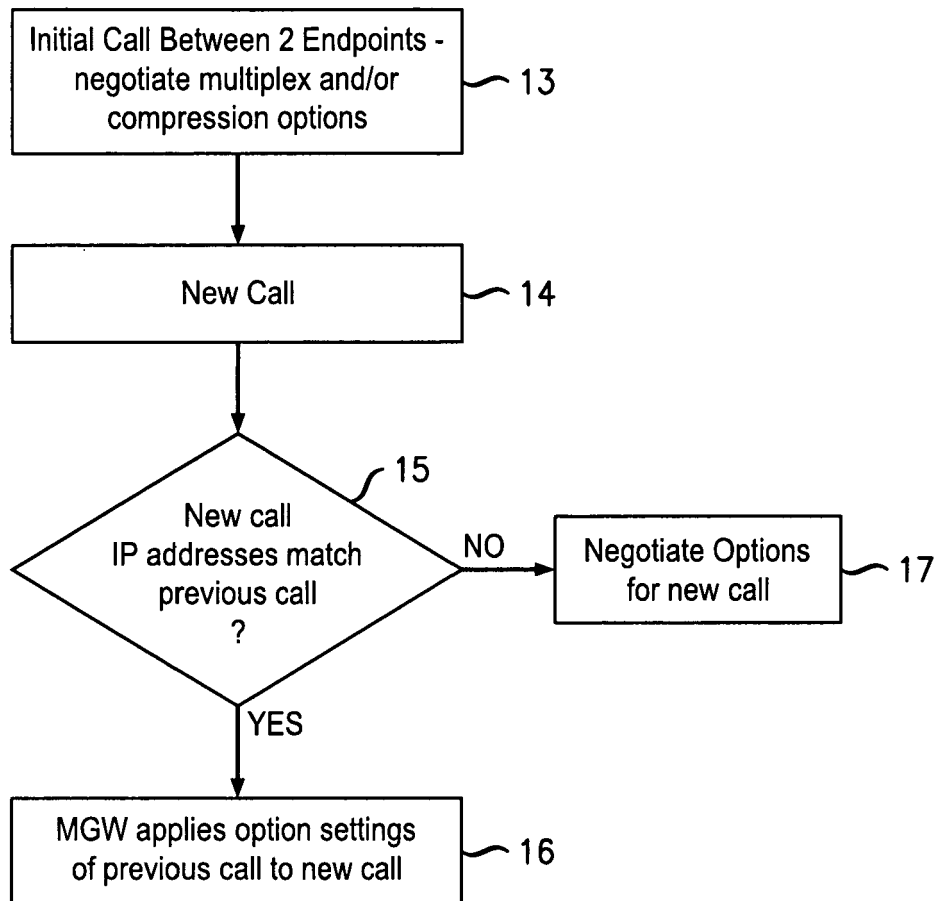 Initial Call Between 2 Endpoints -
negotiate multiplex and/or
compression options
13
New Call
14
15
New call
IP addresses match
previous call
?
NO
Negotiate Options
for new call
17
YES
MGW applies option settings
of previous call to new call
16